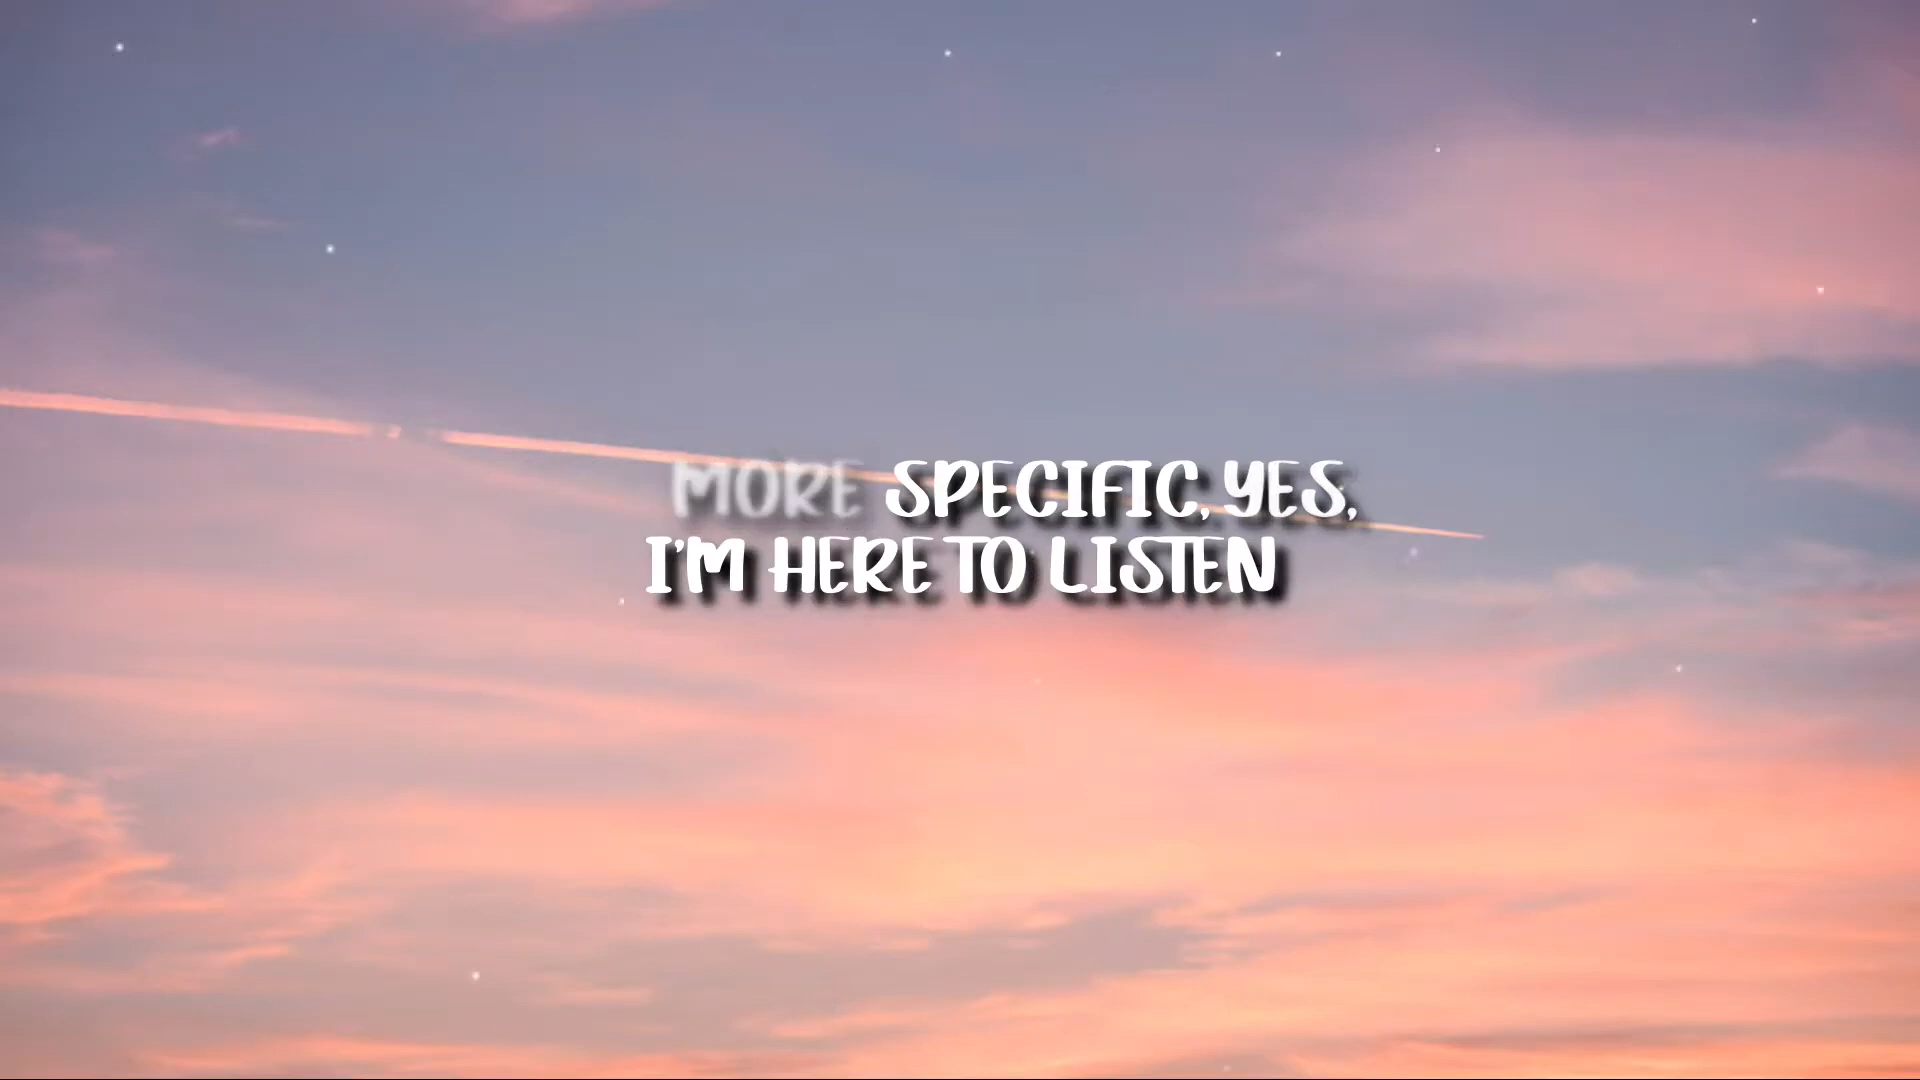 MORE SPECIFIC, YES,
I'M HERE TO LISTEN